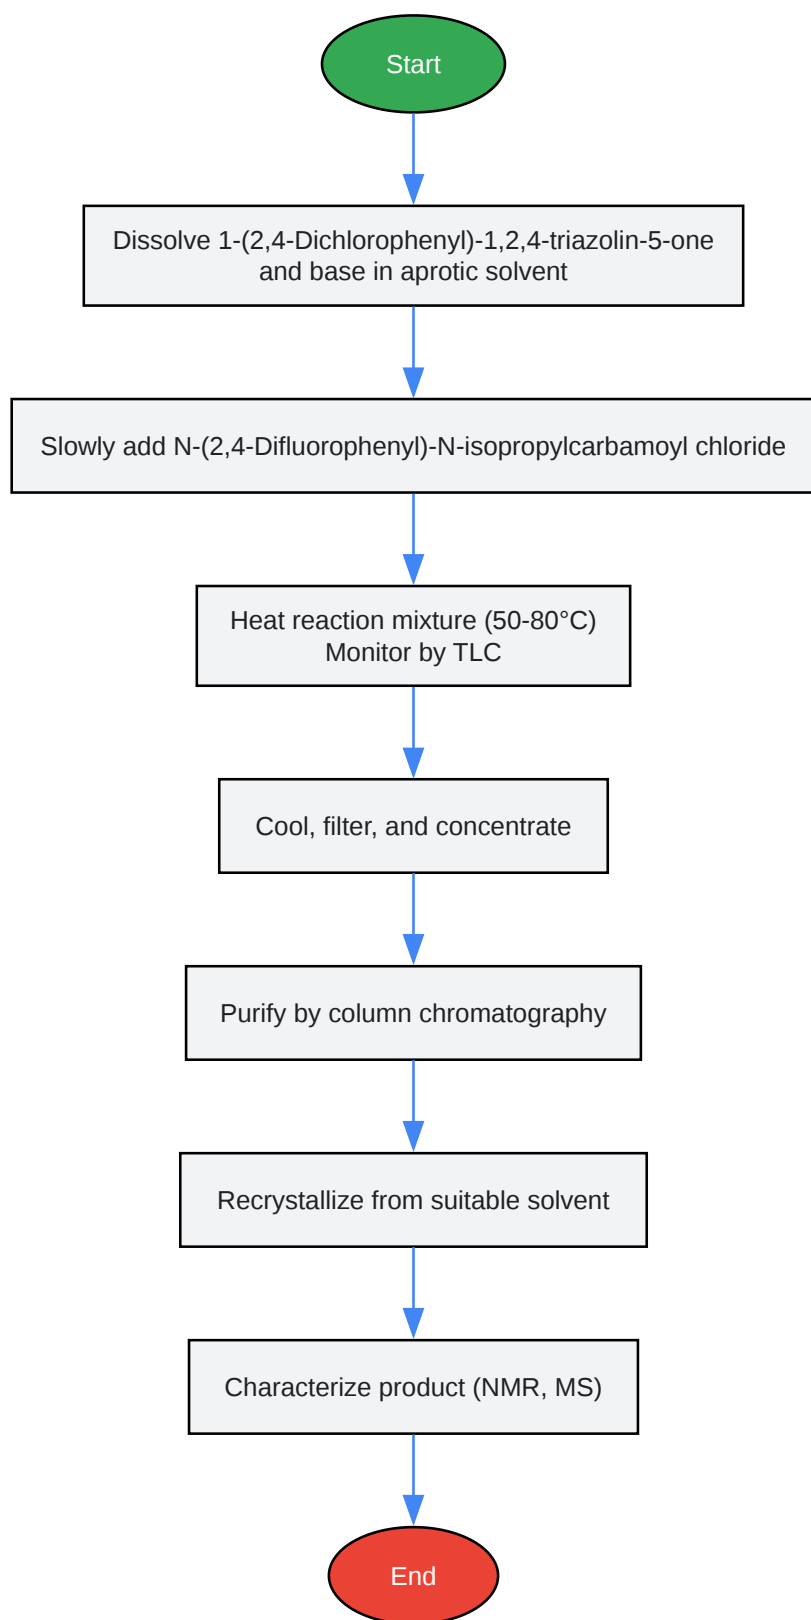 Start
Dissolve 1-(2,4-Dichlorophenyl)-1,2,4-triazolin-5-one
and base in aprotic solvent
Slowly add N-(2,4-Difluorophenyl)-N-isopropylcarbamoyl chloride
Heat reaction mixture (50-80°C)
Monitor by TLC
Cool, filter, and concentrate
Purify by column chromatography
Recrystallize from suitable solvent
Characterize product (NMR, MS)
End